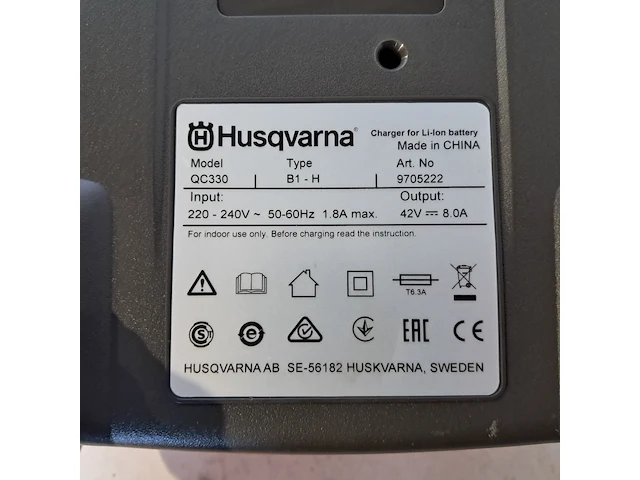 Husqvarna® Charger for Li-Ion battery
Made in CHINA
Model Type Art. No
QC330 B1 - H 9705222
Input: Output:
220 - 240V ~ 50-60Hz 1.8A max. 42V ⎓ 8.0A
For indoor use only. Before charging read the instruction.
T6.3A
EAC CE
HUSQVARNA AB SE-56182 HUSKVARNA, SWEDEN